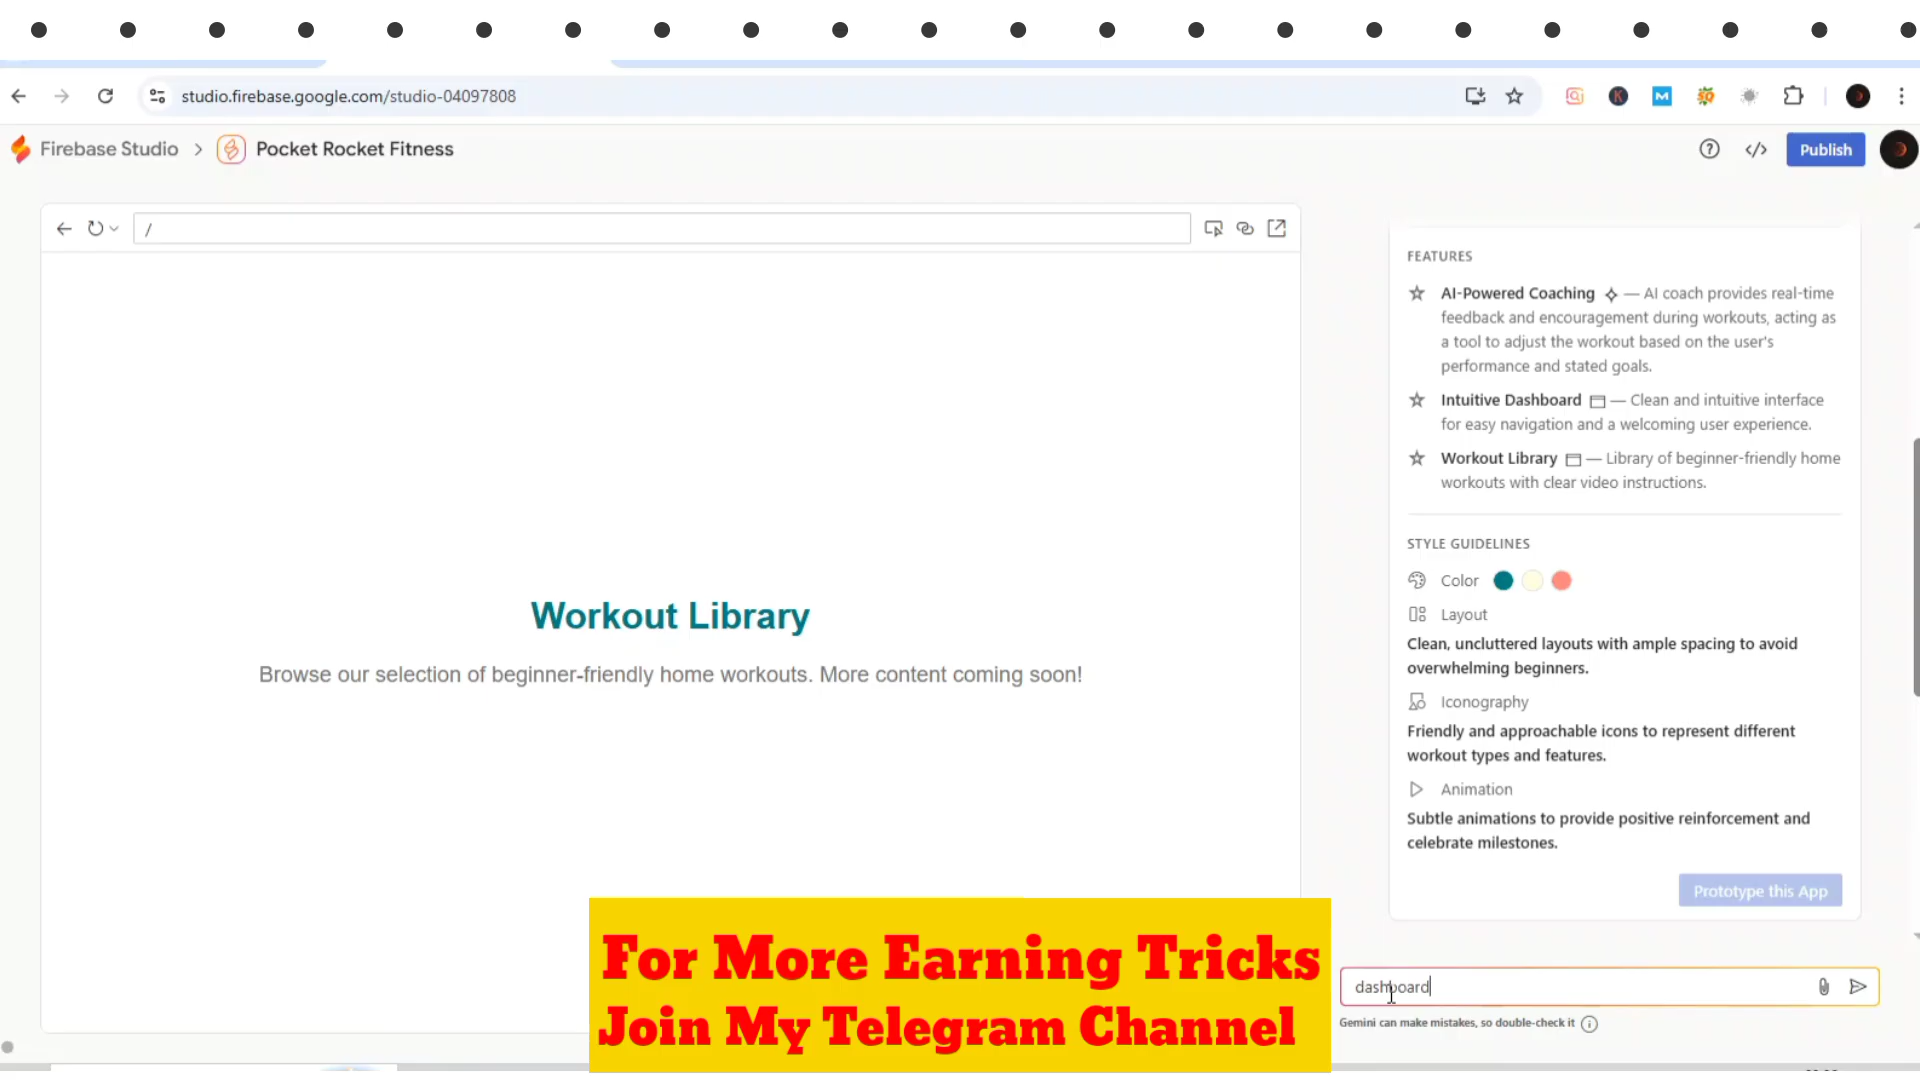 studio.firebase.google.com/studio-04097808
Firebase Studio > Pocket Rocket Fitness
Publish
/
Workout Library
Browse our selection of beginner-friendly home workouts. More content coming soon!
FEATURES
AI-Powered Coaching — AI coach provides real-time
feedback and encouragement during workouts, acting as
a tool to adjust the workout based on the user's
performance and stated goals.
Intuitive Dashboard — Clean and intuitive interface
for easy navigation and a welcoming user experience.
Workout Library — Library of beginner-friendly home
workouts with clear video instructions.
STYLE GUIDELINES
Color
Layout
Clean, uncluttered layouts with ample spacing to avoid
overwhelming beginners.
Iconography
Friendly and approachable icons to represent different
workout types and features.
Animation
Subtle animations to provide positive reinforcement and
celebrate milestones.
Prototype this App
dashboard
Gemini can make mistakes, so double-check it
For More Earning Tricks
Join My Telegram Channel